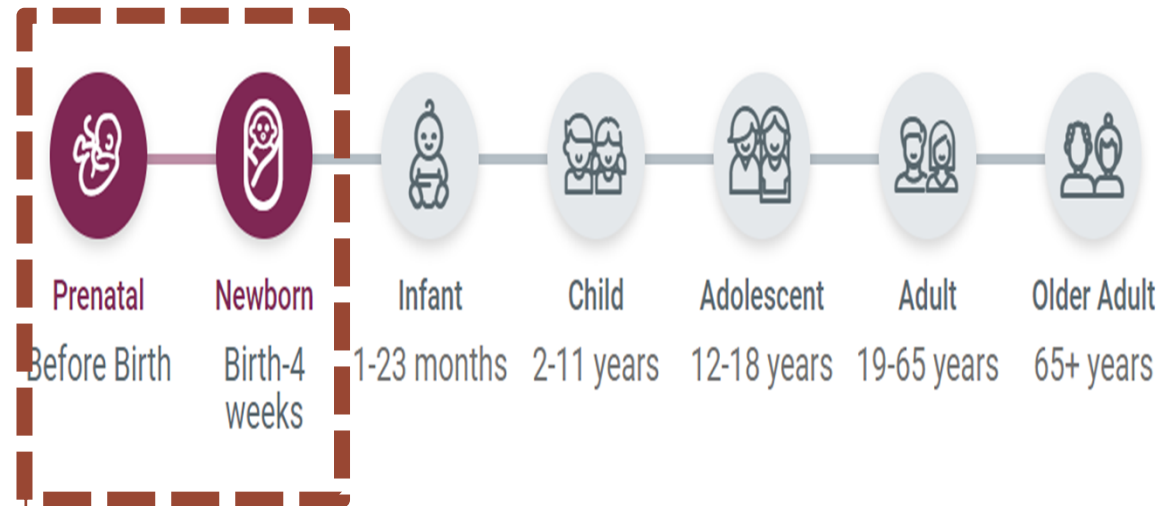 Prenatal
Before Birth
Newborn
Birth-4
weeks
Infant
1-23 months
Child
2-11 years
Adolescent
12-18 years
Adult
19-65 years
Older Adult
65+ years